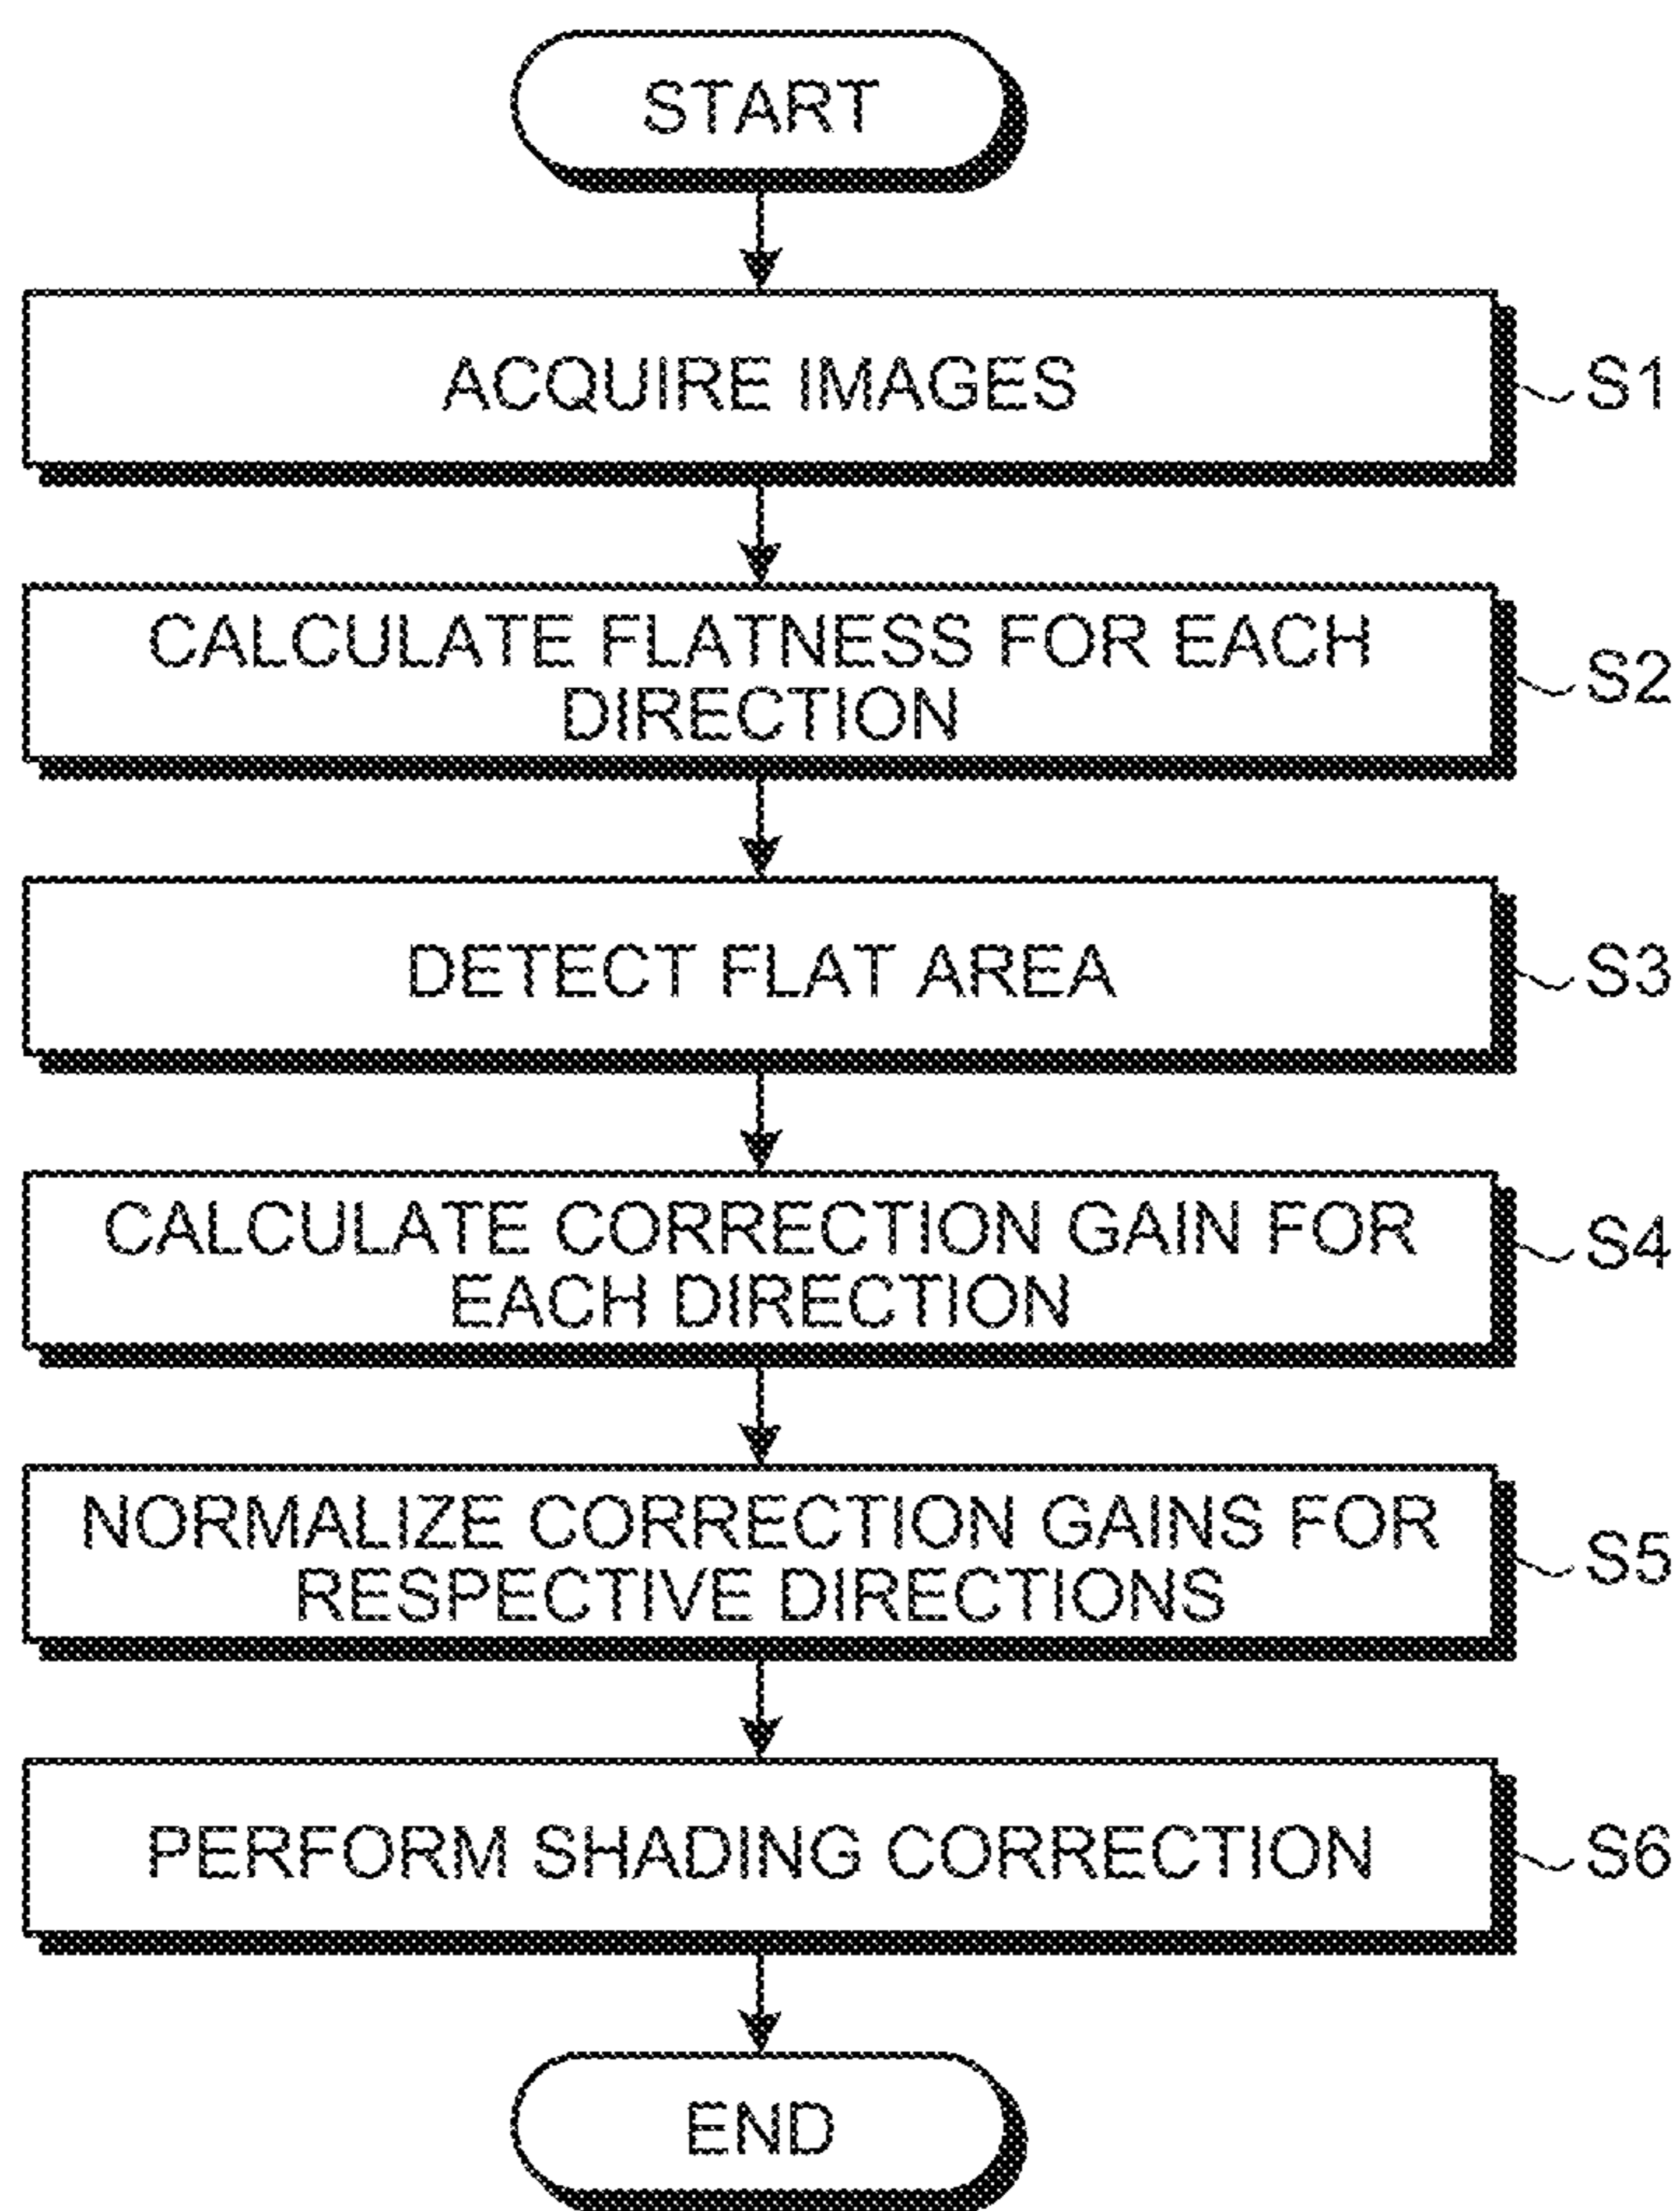 START
ACQUIRE IMAGES
S1
CALCULATE FLATNESS FOR EACH
DIRECTION
S2
DETECT FLAT AREA
S3
CALCULATE CORRECTION GAIN FOR
EACH DIRECTION
S4
NORMALIZE CORRECTION GAINS FOR
RESPECTIVE DIRECTIONS
S5
PERFORM SHADING CORRECTION
S6
END